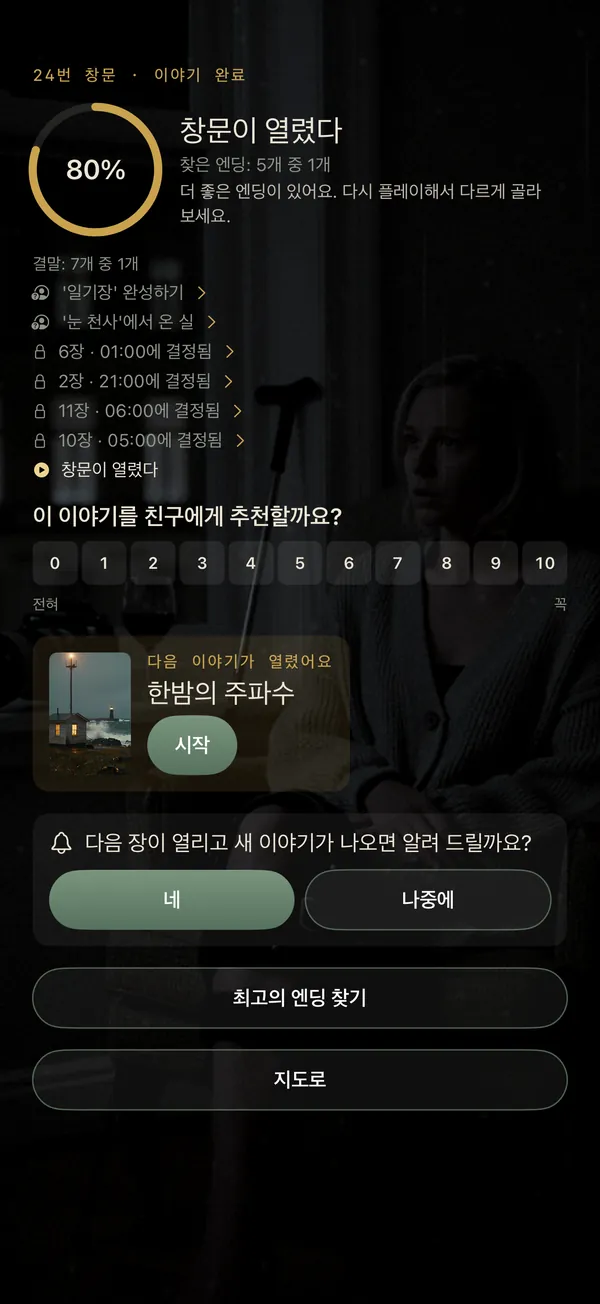 24번 창문 · 이야기 완료
80%
창문이 열렸다
찾은 엔딩: 5개 중 1개
더 좋은 엔딩이 있어요. 다시 플레이해서 다르게 골라
보세요.
결말: 7개 중 1개
'일기장' 완성하기
'눈 천사'에서 온 실
6장 · 01:00에 결정됨
2장 · 21:00에 결정됨
11장 · 06:00에 결정됨
10장 · 05:00에 결정됨
창문이 열렸다
이 이야기를 친구에게 추천할까요?
0 1 2 3 4 5 6 7 8 9 10
전혀 꼭
다음 이야기가 열렸어요
한밤의 주파수
시작
다음 장이 열리고 새 이야기가 나오면 알려 드릴까요?
네 나중에
최고의 엔딩 찾기
지도로